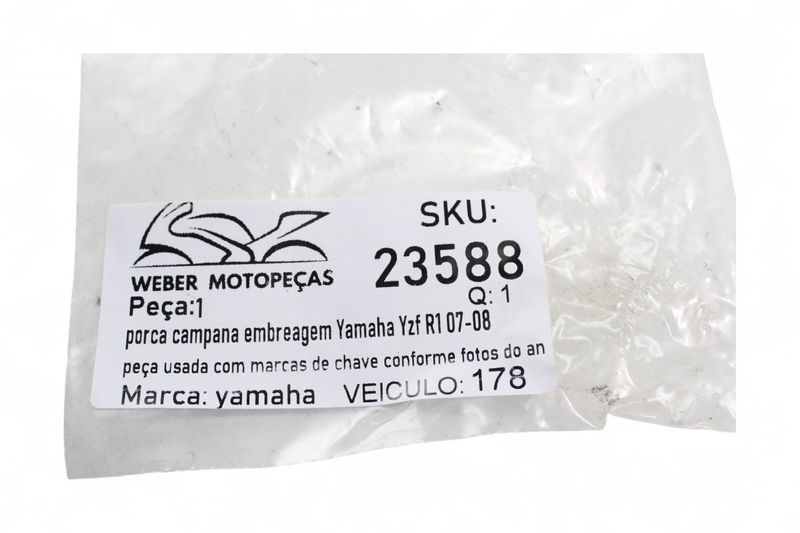 WEBER MOTOPEÇAS
SKU:
23588
Peça:1
Q: 1
porca campana embreagem Yamaha Yzf R1 07-08
peça usada com marcas de chave conforme fotos do an
Marca: yamaha VEICULO: 178